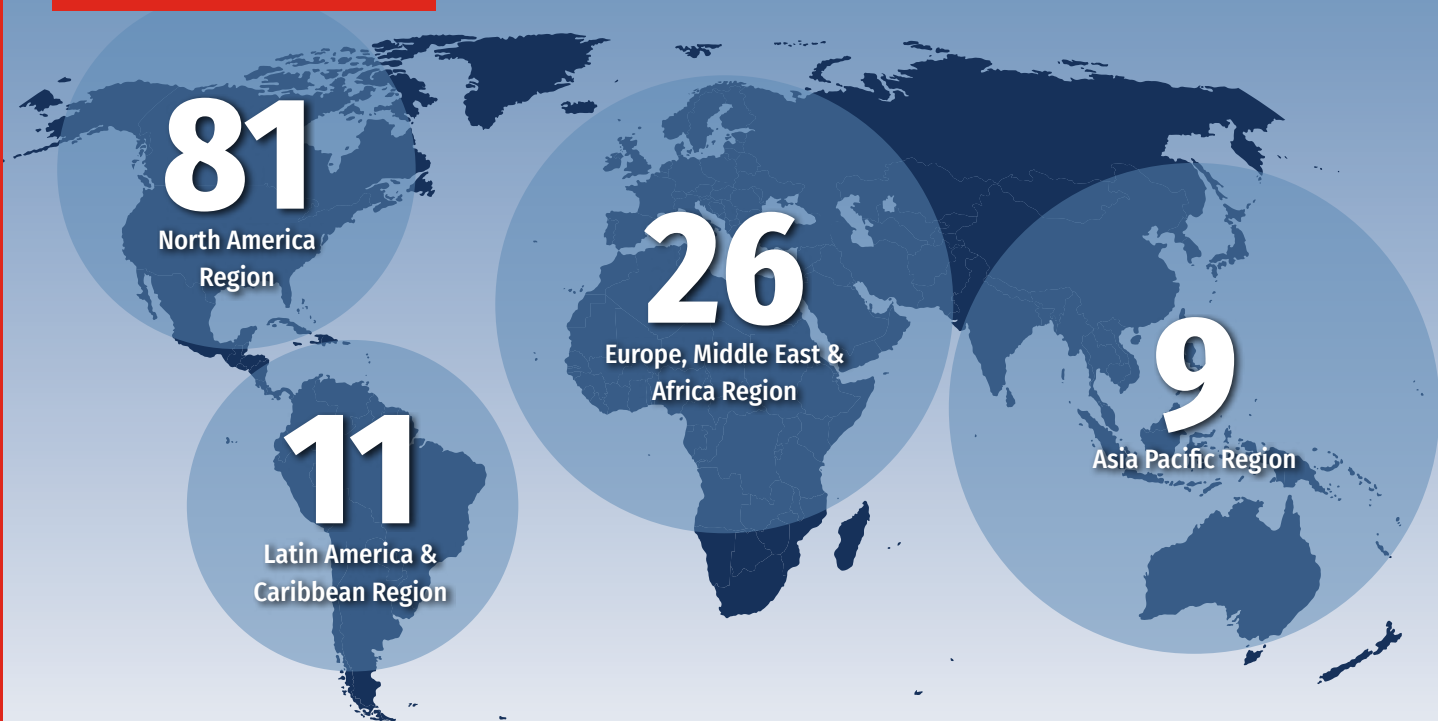 81
North America
Region
26
Europe, Middle East &
Africa Region
9
Asia Pacific Region
11
Latin America &
Caribbean Region